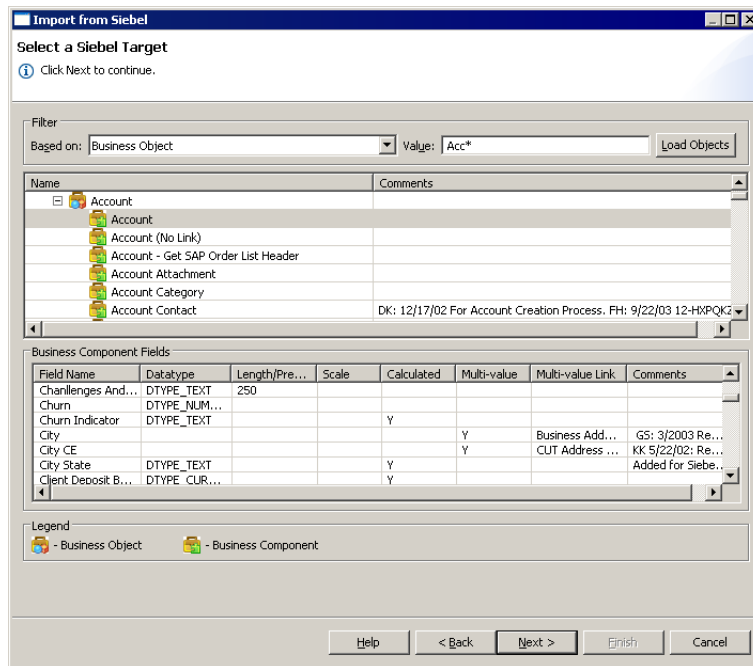 Import from Siebel
Select a Siebel Target
Click Next to continue.
Filter
Based on: Business Object Value: Acc* Load Objects
Name Comments
Account
Account
Account (No Link)
Account - Get SAP Order List Header
Account Attachment
Account Category
Account Contact DK: 12/17/02 For Account Creation Process. FH: 9/22/03 12-HXPQKZ
Business Component Fields
Field Name Datatype Length/Pre... Scale Calculated Multi-value Multi-value Link Comments
Chanllenges And... DTYPE_TEXT 250
Churn DTYPE_NUM...
Churn Indicator DTYPE_TEXT Y
City Y Business Add... GS: 3/2003 Re...
City CE Y CUT Address ... KK 5/22/02: Re...
City State DTYPE_TEXT Y Added for Siebe...
Client Deposit B... DTYPE_CUR... Y
Legend
- Business Object - Business Component
Help < Back Next > Finish Cancel